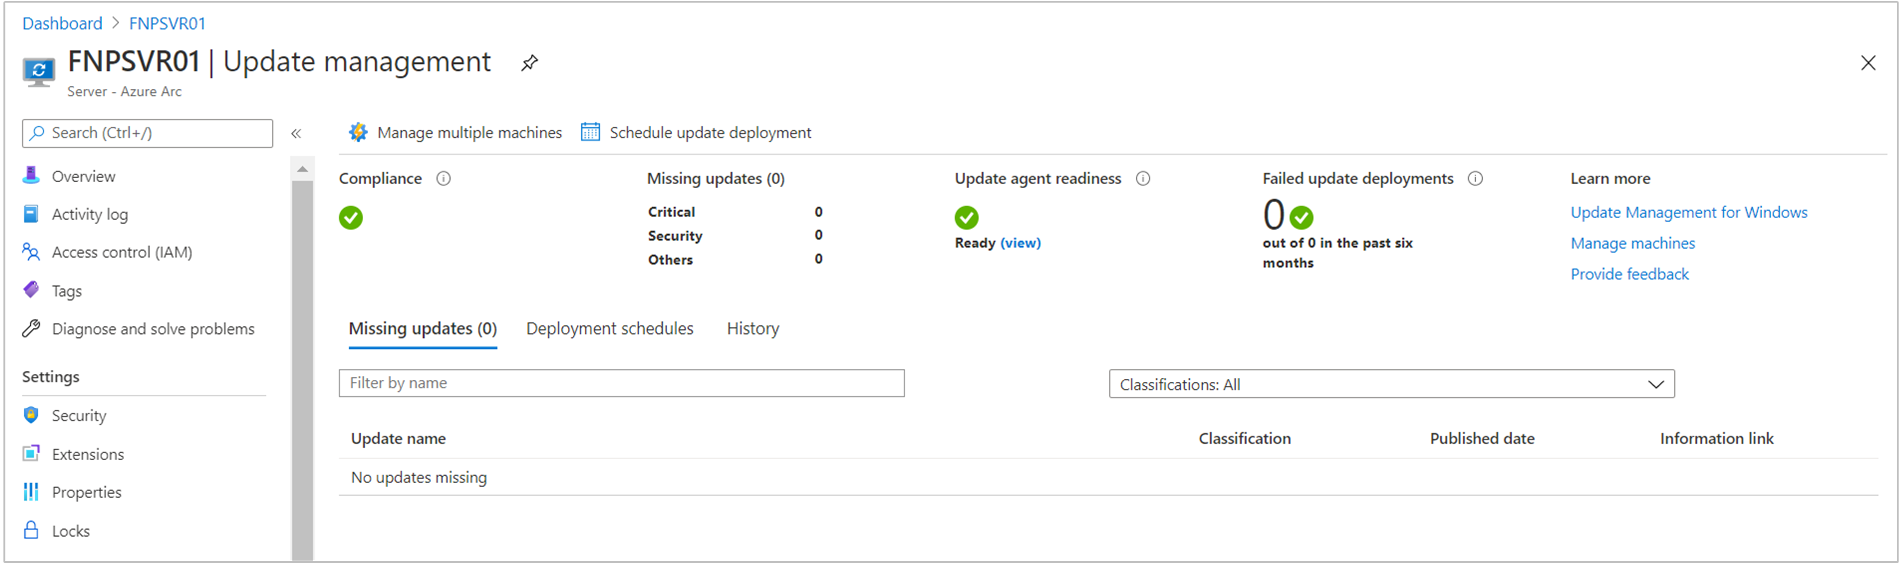 Dashboard > FNPSVR01
FNPSVR01 | Update management
Server - Azure Arc
Search (Ctrl+/)
«
Overview
Activity log
Access control (IAM)
Tags
Diagnose and solve problems
Settings
Security
Extensions
Properties
Locks
Manage multiple machines
Schedule update deployment
Compliance
Missing updates (0)
Critical 0
Security 0
Others 0
Update agent readiness
Ready (view)
Failed update deployments
0
out of 0 in the past six
months
Learn more
Update Management for Windows
Manage machines
Provide feedback
Missing updates (0) Deployment schedules History
Filter by name
Classifications: All
Update name Classification Published date Information link
No updates missing